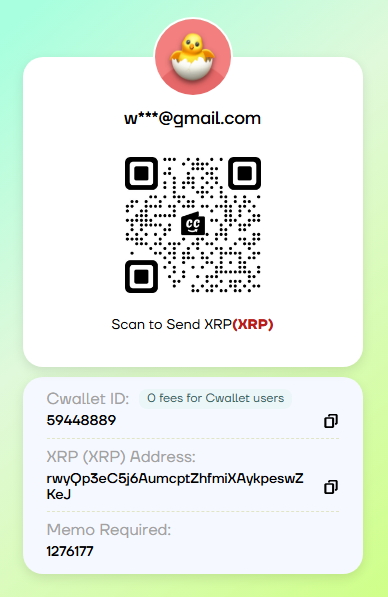 w***@gmail.com
Scan to Send XRP(XRP)
Cwallet ID: 0 fees for Cwallet users
59448889
XRP (XRP) Address:
rwyQp3eC5j6AumcptZhfmiXAykpeswZ
KeJ
Memo Required:
1276177